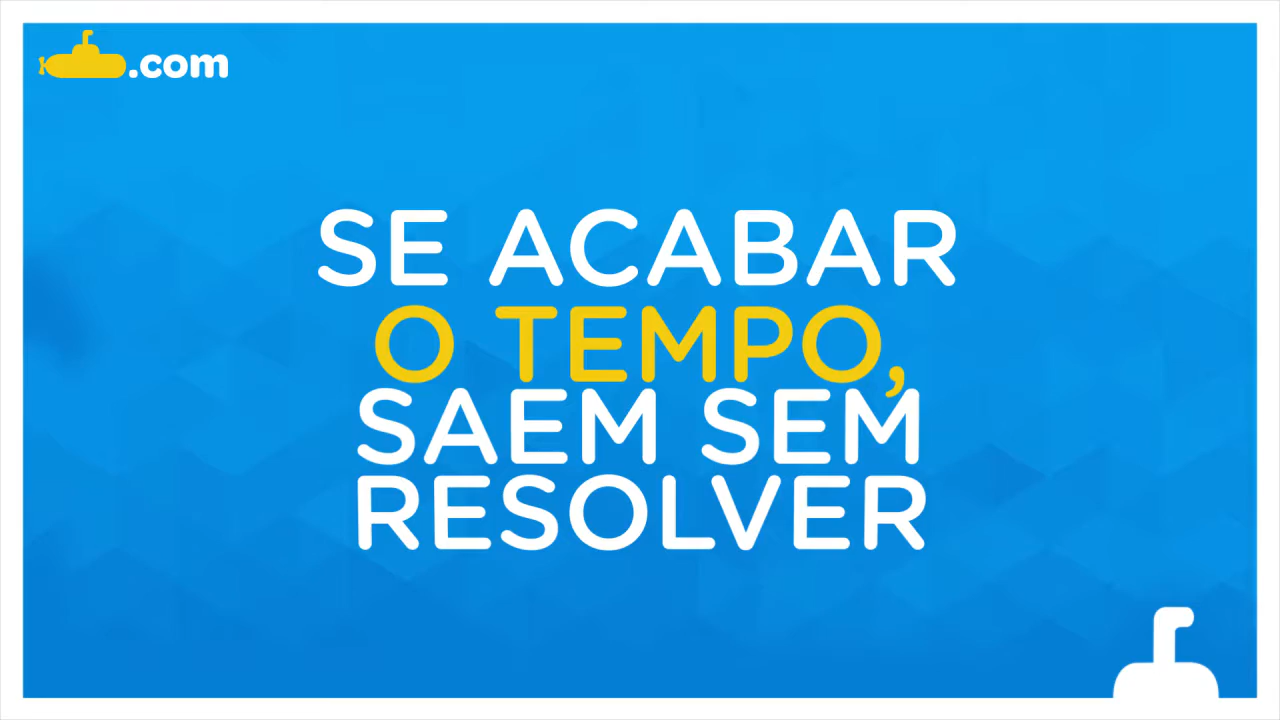 .com
SE ACABAR
O TEMPO,
SAEM SEM
RESOLVER